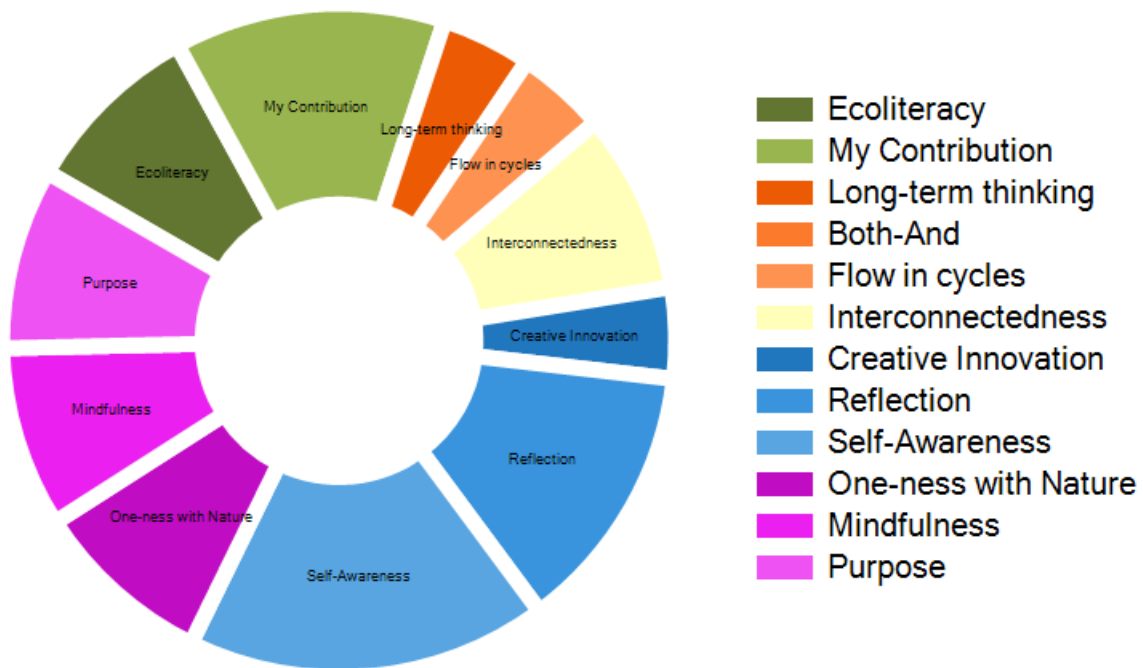 My Contribution
Long-term thinking
Flow in cycles
Ecoliteracy
Interconnectedness
Purpose
Creative Innovation
Mindfulness
Reflection
One-ness with Nature
Self-Awareness
Ecoliteracy
My Contribution
Long-term thinking
Both-And
Flow in cycles
Interconnectedness
Creative Innovation
Reflection
Self-Awareness
One-ness with Nature
Mindfulness
Purpose